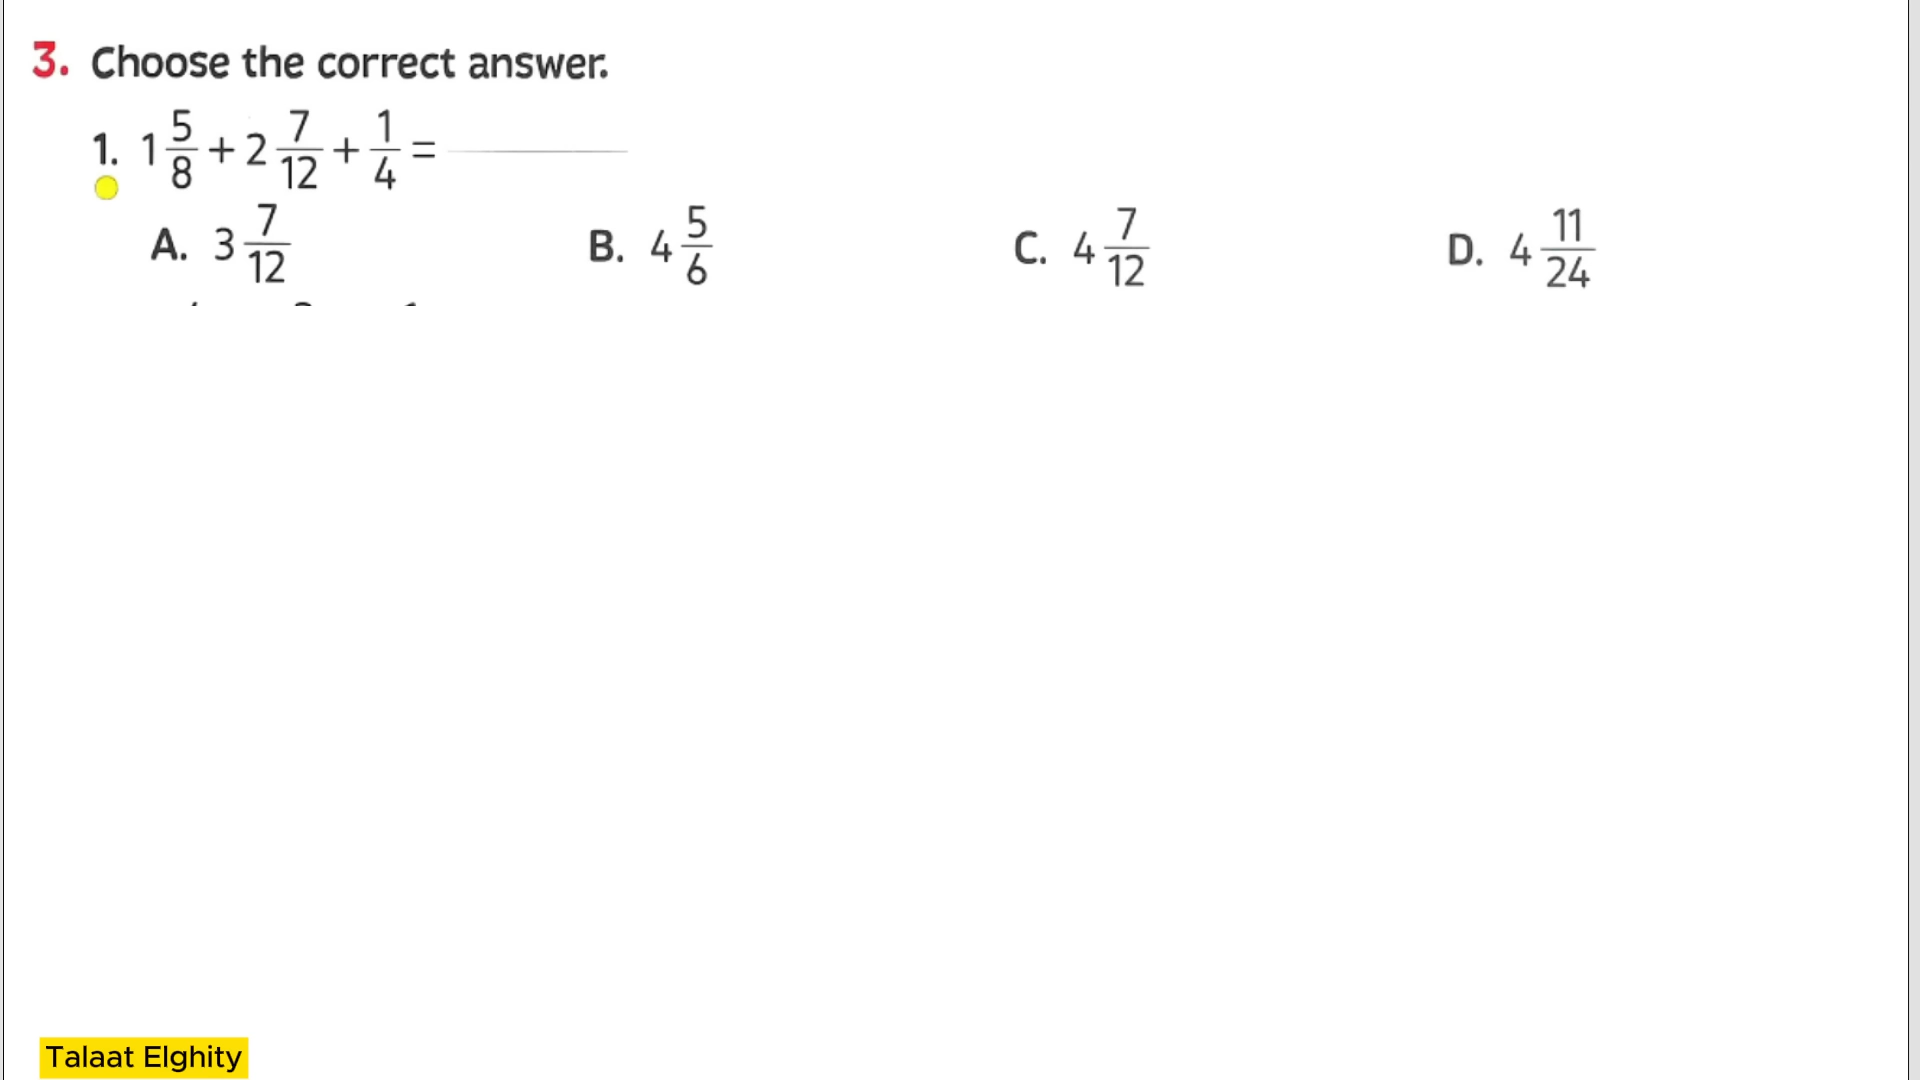 3. Choose the correct answer.
1. 1 5/8 + 2 7/12 + 1/4 =
A. 3 7/12 B. 4 5/6 C. 4 7/12 D. 4 11/24
Talaat Elghity